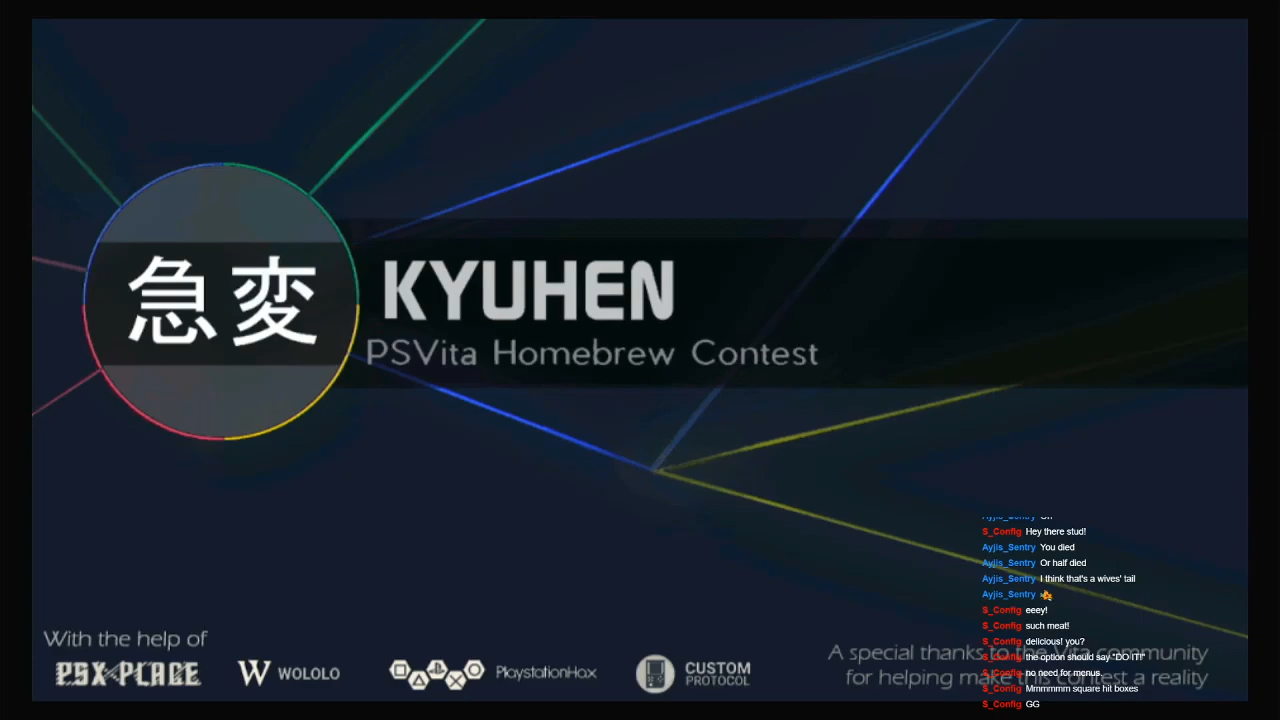 急変
KYUHEN
PSVita Homebrew Contest
Ayjis_Sentry
S_Config Hey there stud!
Ayjis_Sentry You died
Ayjis_Sentry Or half died
Ayjis_Sentry I think that's a wives' tail
Ayjis_Sentry
S_Config eeey!
S_Config such meat!
S_Config delicious! you?
S_Config the option should say "DO IT!"
S_Config no need for menus.
S_Config Mmmmmm square hit boxes
S_Config GG
With the help of
PSX-PLACE
W WOLOLO
PlaystationHax
CUSTOM
PROTOCOL
A special thanks to the Vita community
for helping make this contest a reality